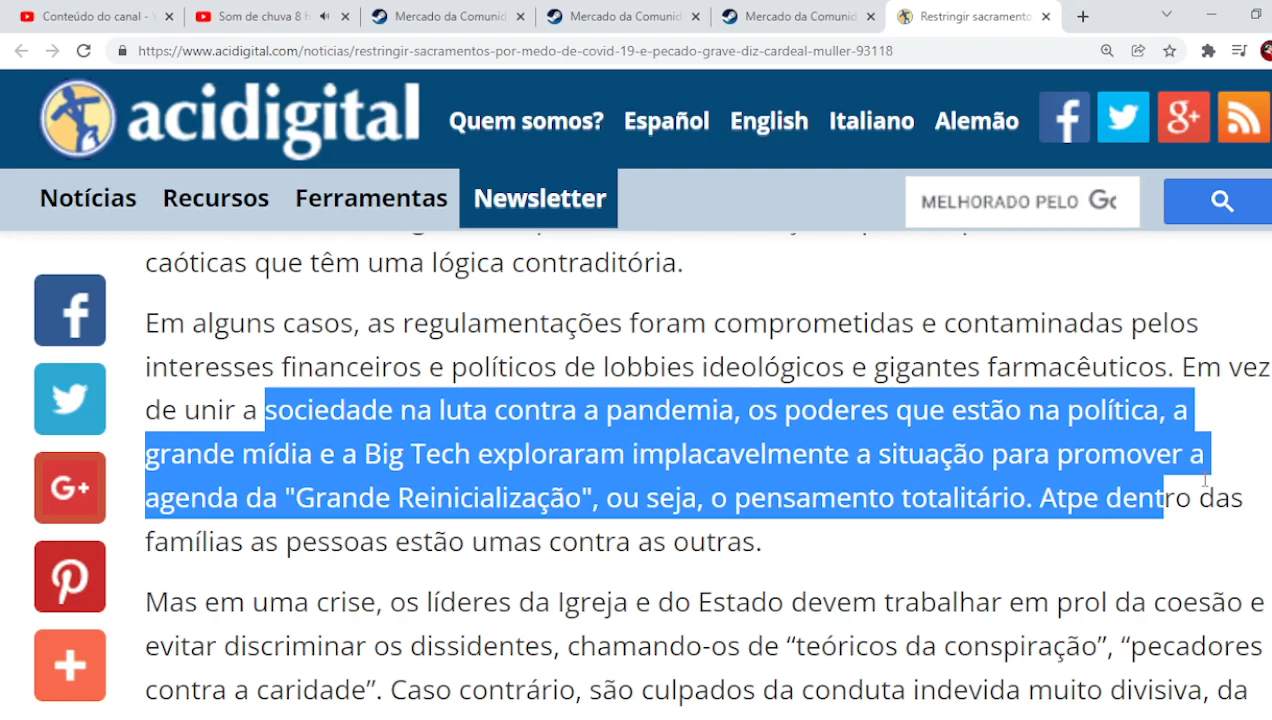 Conteúdo do canal -
Som de chuva 8 h
Mercado da Comunid
Mercado da Comunid
Mercado da Comunid
Restringir sacramento
https://www.acidigital.com/noticias/restringir-sacramentos-por-medo-de-covid-19-e-pecado-grave-diz-cardeal-muller-93118
acidigital
Quem somos? Español English Italiano Alemão
Notícias Recursos Ferramentas Newsletter
MELHORADO PELO Go
caóticas que têm uma lógica contraditória.
Em alguns casos, as regulamentações foram comprometidas e contaminadas pelos
interesses financeiros e políticos de lobbies ideológicos e gigantes farmacêuticos. Em vez
de unir a sociedade na luta contra a pandemia, os poderes que estão na política, a
grande mídia e a Big Tech exploraram implacavelmente a situação para promover a
agenda da "Grande Reinicialização", ou seja, o pensamento totalitário. Atpe dentro das
famílias as pessoas estão umas contra as outras.
Mas em uma crise, os líderes da Igreja e do Estado devem trabalhar em prol da coesão e
evitar discriminar os dissidentes, chamando-os de “teóricos da conspiração”, “pecadores
contra a caridade”. Caso contrário, são culpados da conduta indevida muito divisiva, da